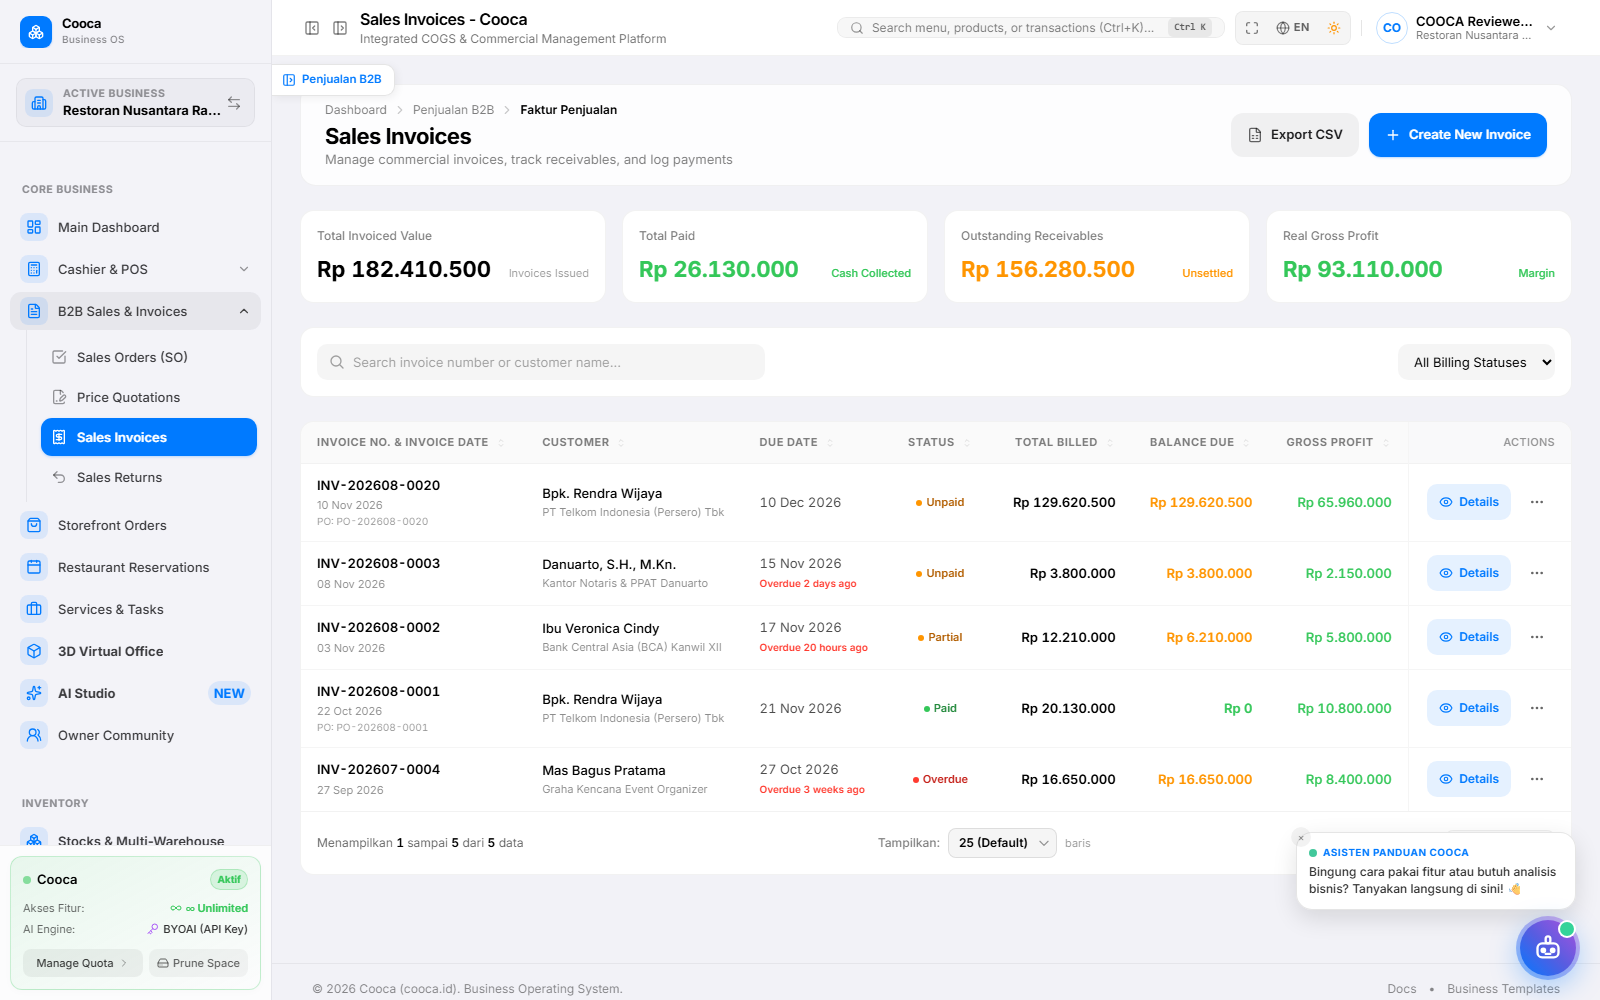 Cooca
Business OS
ACTIVE BUSINESS
Restoran Nusantara Ra...
CORE BUSINESS
Main Dashboard
Cashier & POS
B2B Sales & Invoices
Sales Orders (SO)
Price Quotations
Sales Invoices
Sales Returns
Storefront Orders
Restaurant Reservations
Services & Tasks
3D Virtual Office
AI Studio NEW
Owner Community
INVENTORY
Stocks & Multi-Warehouse
Cooca Aktif
Akses Fitur: ∞ Unlimited
AI Engine: BYOAI (API Key)
Manage Quota
Prune Space
Sales Invoices - Cooca
Integrated COGS & Commercial Management Platform
Search menu, products, or transactions (Ctrl+K)... Ctrl K
EN
CO
COOCA Reviewe...
Restoran Nusantara ...
Penjualan B2B
Dashboard > Penjualan B2B > Faktur Penjualan
Sales Invoices
Manage commercial invoices, track receivables, and log payments
Export CSV
Create New Invoice
Total Invoiced Value
Rp 182.410.500 Invoices Issued
Total Paid
Rp 26.130.000 Cash Collected
Outstanding Receivables
Rp 156.280.500 Unsettled
Real Gross Profit
Rp 93.110.000 Margin
Search invoice number or customer name...
All Billing Statuses
INVOICE NO. & INVOICE DATE CUSTOMER DUE DATE STATUS TOTAL BILLED BALANCE DUE GROSS PROFIT ACTIONS
INV-202608-0020
10 Nov 2026
PO: PO-202608-0020
Bpk. Rendra Wijaya
PT Telkom Indonesia (Persero) Tbk
10 Dec 2026
Unpaid
Rp 129.620.500
Rp 129.620.500
Rp 65.960.000
Details
INV-202608-0003
08 Nov 2026
Danuarto, S.H., M.Kn.
Kantor Notaris & PPAT Danuarto
15 Nov 2026
Overdue 2 days ago
Unpaid
Rp 3.800.000
Rp 3.800.000
Rp 2.150.000
Details
INV-202608-0002
03 Nov 2026
Ibu Veronica Cindy
Bank Central Asia (BCA) Kanwil XII
17 Nov 2026
Overdue 20 hours ago
Partial
Rp 12.210.000
Rp 6.210.000
Rp 5.800.000
Details
INV-202608-0001
22 Oct 2026
PO: PO-202608-0001
Bpk. Rendra Wijaya
PT Telkom Indonesia (Persero) Tbk
21 Nov 2026
Paid
Rp 20.130.000
Rp 0
Rp 10.800.000
Details
INV-202607-0004
27 Sep 2026
Mas Bagus Pratama
Graha Kencana Event Organizer
27 Oct 2026
Overdue 3 weeks ago
Overdue
Rp 16.650.000
Rp 16.650.000
Rp 8.400.000
Details
Menampilkan 1 sampai 5 dari 5 data
Tampilkan: 25 (Default) baris
ASISTEN PANDUAN COOCA
Bingung cara pakai fitur atau butuh analisis
bisnis? Tanyakan langsung di sini! 👋
© 2026 Cooca (cooca.id). Business Operating System.
Docs • Business Templates